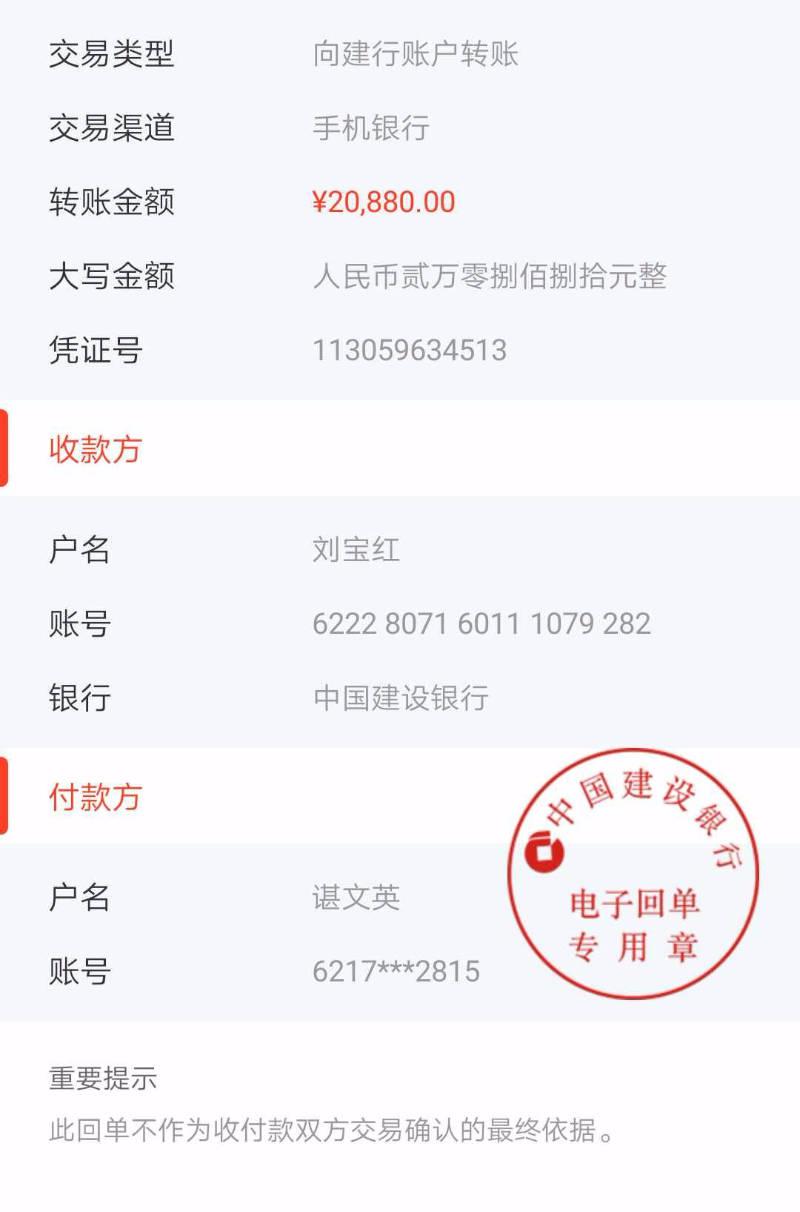 交易类型 向建行账户转账
交易渠道 手机银行
转账金额 ¥20,880.00
大写金额 人民币贰万零捌佰捌拾元整
凭证号 113059634513
收款方
户名 刘宝红
账号 6222 8071 6011 1079 282
银行 中国建设银行
付款方
中国建设银行
电子回单
专用章
户名 谌文英
账号 6217***2815
重要提示
此回单不作为收付款双方交易确认的最终依据。